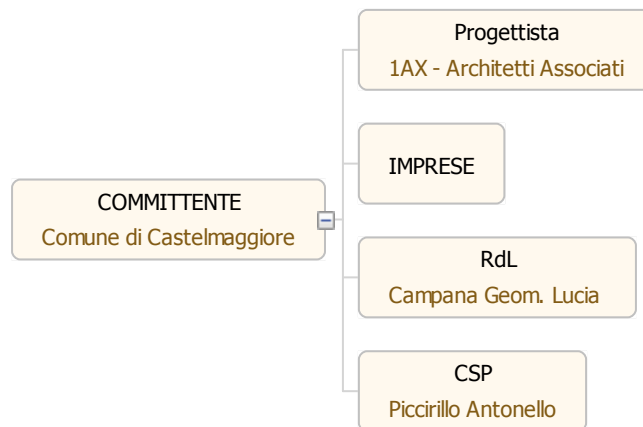 Progettista
1AX - Architetti Associati
IMPRESE
COMMITTENTE
Comune di Castelmaggiore
RdL
Campana Geom. Lucia
CSP
Piccirillo Antonello